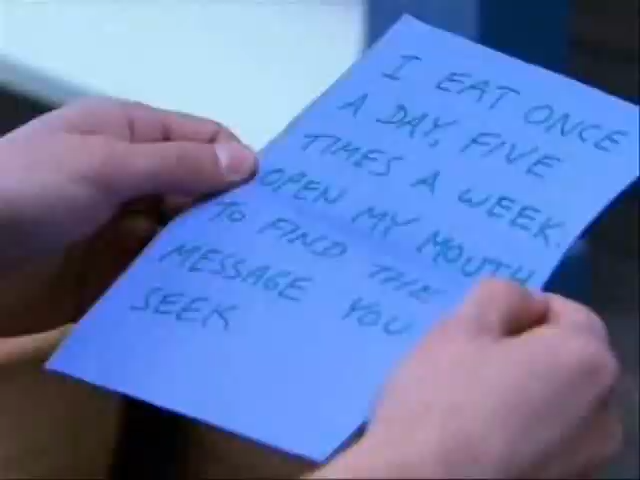 I EAT ONCE
A DAY, FIVE
TIMES A WEEK.
OPEN MY MOUTH
TO FIND THE
MESSAGE YOU
SEEK